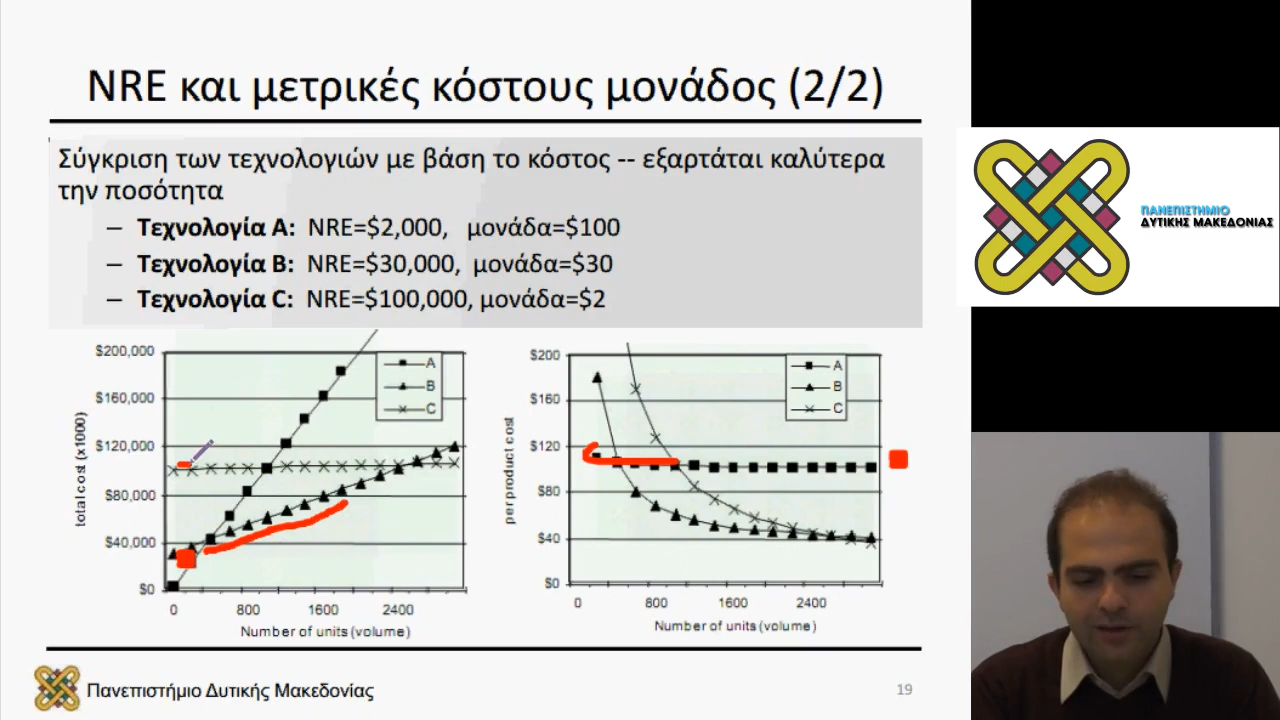 NRE και μετρικές κόστους μονάδος (2/2)
Σύγκριση των τεχνολογιών με βάση το κόστος -- εξαρτάται καλύτερα
την ποσότητα
– Τεχνολογία A: NRE=$2,000, μονάδα=$100
– Τεχνολογία B: NRE=$30,000, μονάδα=$30
– Τεχνολογία C: NRE=$100,000, μονάδα=$2
ΠΑΝΕΠΙΣΤΗΜΙΟ
ΔΥΤΙΚΗΣ ΜΑΚΕΔΟΝΙΑΣ
total cost (x1000)
$200,000
$160,000
$120,000
$80,000
$40,000
$0
0 800 1600 2400
Number of units (volume)
A
B
C
per product cost
$200
$160
$120
$80
$40
$0
0 800 1600 2400
Number of units (volume)
A
B
C
Πανεπιστήμιο Δυτικής Μακεδονίας
19